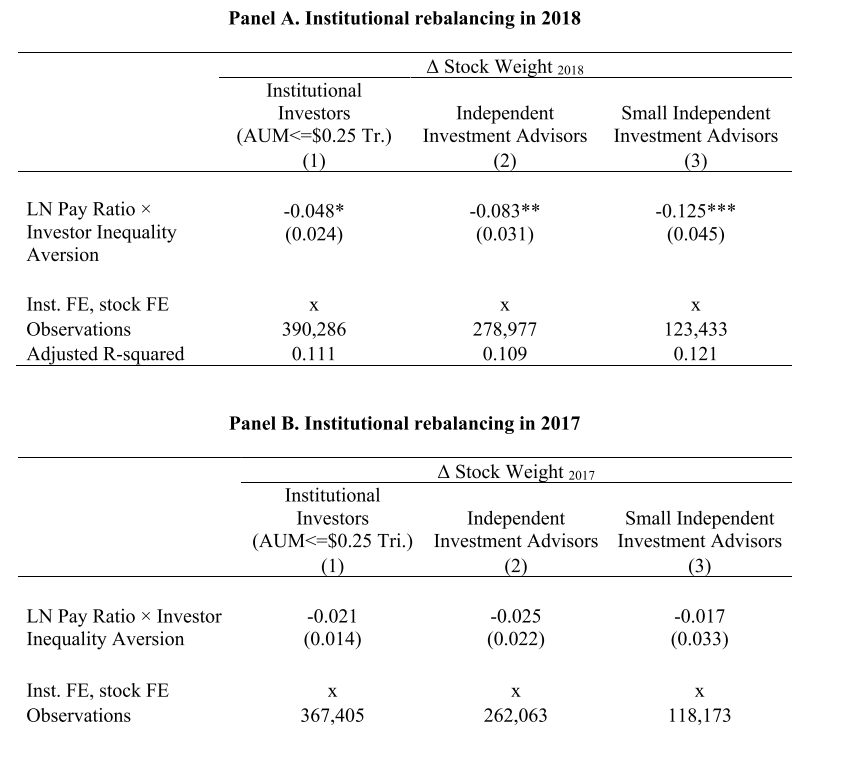 Panel A. Institutional rebalancing in 2018
Δ Stock Weight 2018
Institutional
Investors Independent Small Independent
(AUM<=$0.25 Tr.) Investment Advisors Investment Advisors
(1) (2) (3)
LN Pay Ratio × -0.048* -0.083** -0.125***
Investor Inequality (0.024) (0.031) (0.045)
Aversion
Inst. FE, stock FE x x x
Observations 390,286 278,977 123,433
Adjusted R-squared 0.111 0.109 0.121
Panel B. Institutional rebalancing in 2017
Δ Stock Weight 2017
Institutional
Investors Independent Small Independent
(AUM<=$0.25 Tri.) Investment Advisors Investment Advisors
(1) (2) (3)
LN Pay Ratio × Investor -0.021 -0.025 -0.017
Inequality Aversion (0.014) (0.022) (0.033)
Inst. FE, stock FE x x x
Observations 367,405 262,063 118,173